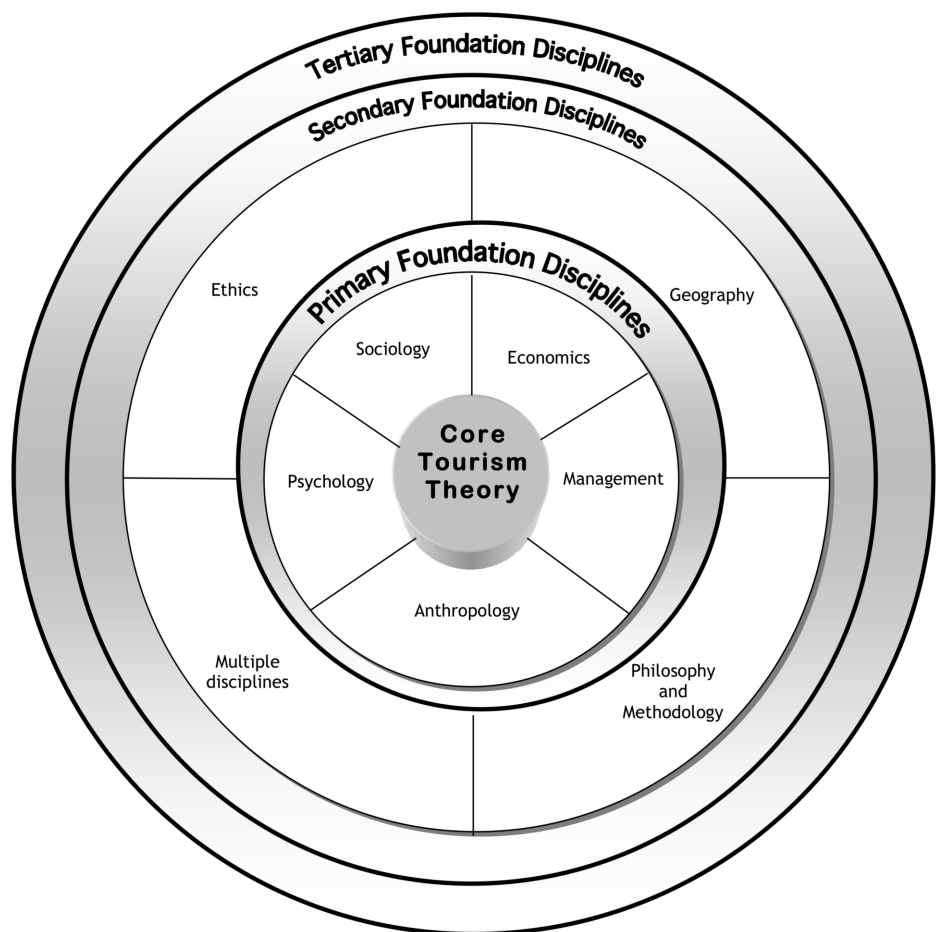 Tertiary Foundation Disciplines
Secondary Foundation Disciplines
Primary Foundation Disciplines
Ethics
Geography
Sociology
Economics
Core
Tourism
Theory
Psychology
Management
Anthropology
Multiple
disciplines
Philosophy
and
Methodology